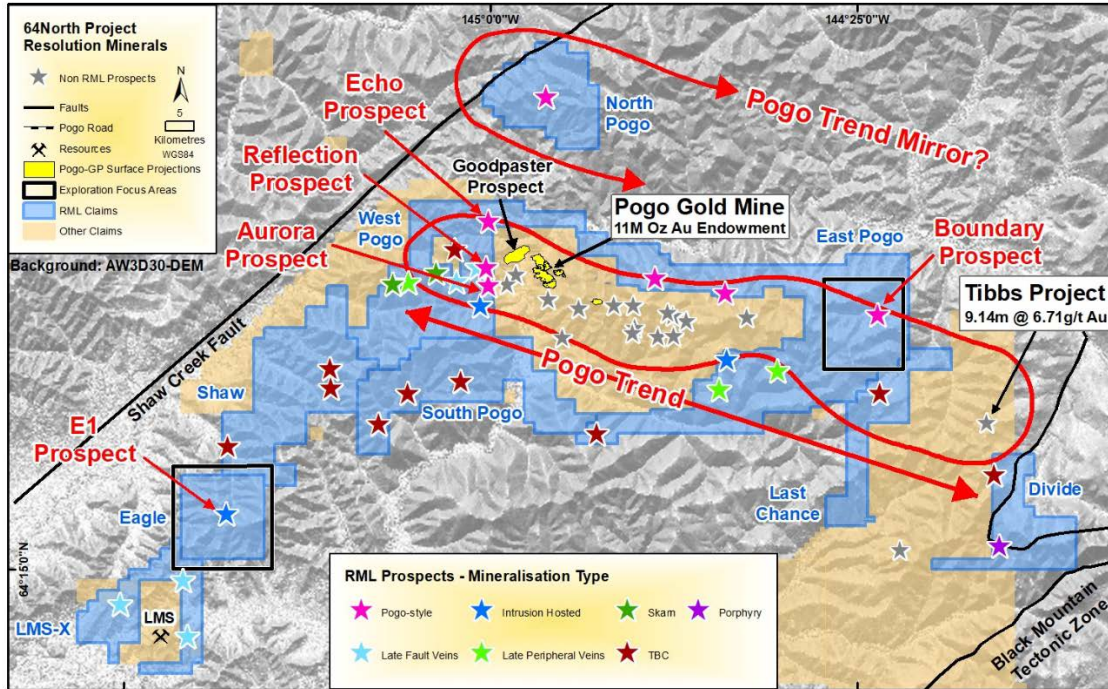 64North Project
Resolution Minerals
Non RML Prospects
Faults
Pogo Road
Resources
Pogo-GP Surface Projections
Exploration Focus Areas
RML Claims
Other Claims
N
5
Kilometres
WGS84
Background: AW3D30-DEM
145°0'0"W
144°25'0"W
64°15'0"N
Echo
Prospect
Reflection
Prospect
Aurora
Prospect
Goodpaster
Prospect
West
Pogo
North
Pogo
Pogo Trend Mirror?
Pogo Gold Mine
11M Oz Au Endowment
East Pogo
Boundary
Prospect
Tibbs Project
9.14m @ 6.71g/t Au
Shaw Creek Fault
Shaw
South Pogo
Pogo Trend
E1
Prospect
Eagle
Last
Chance
Divide
LMS-X
LMS
Black Mountain
Tectonic Zone
RML Prospects - Mineralisation Type
Pogo-style
Intrusion Hosted
Skarn
Porphyry
Late Fault Veins
Late Peripheral Veins
TBC